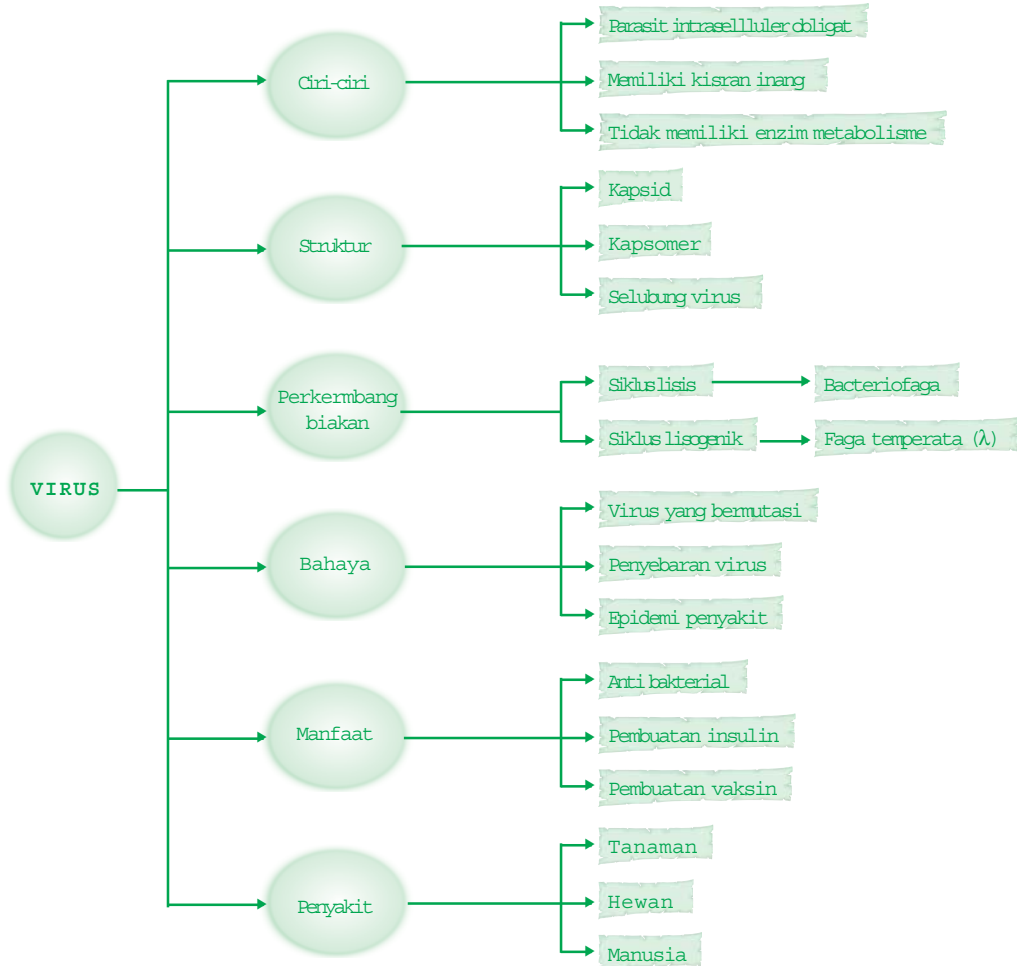 VIRUS
Ciri-ciri
Parasit intrasellluler obligat
Memiliki kisran inang
Tidak memiliki enzim metabolisme
Struktur
Kapsid
Kapsomer
Selubung virus
Perkermbang
biakan
Siklus lisis
Bacteriofaga
Siklus lisogenik
Faga temperata (λ)
Bahaya
Virus yang bermutasi
Penyebaran virus
Epidemi penyakit
Manfaat
Anti bakterial
Pembuatan insulin
Pembuatan vaksin
Penyakit
Tanaman
Hewan
Manusia